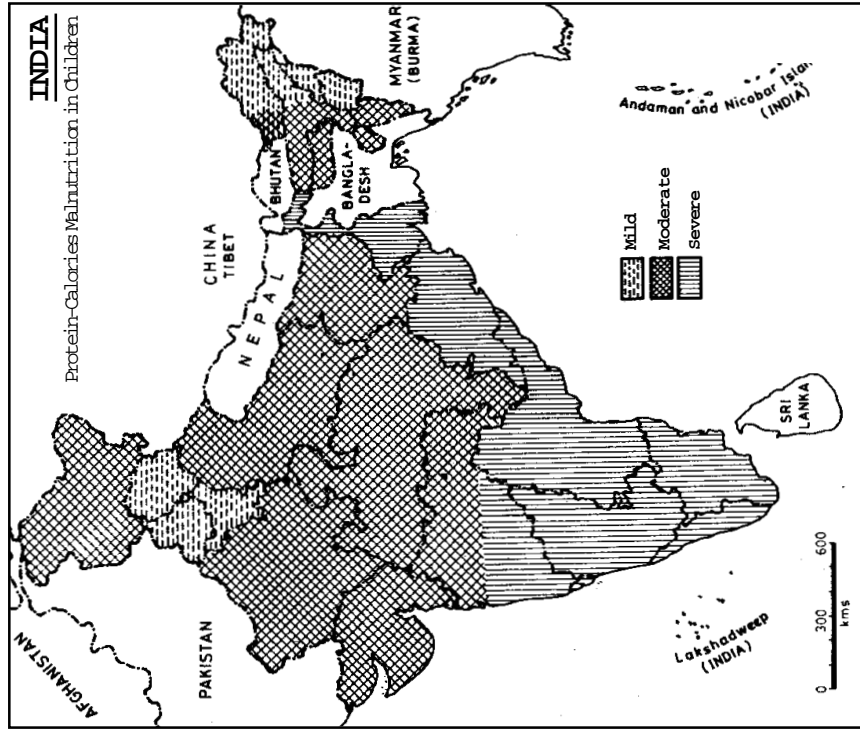 INDIA
Protein-Calories Malnutrition in Children
AFGHANISTAN
PAKISTAN
CHINA
TIBET
NEPAL
BHUTAN
BANGLA-
DESH
MYANMAR
(BURMA)
Mild
Moderate
Severe
Andaman and Nicobar Islan
(INDIA)
Lakshadweep
(INDIA)
SRI
LANKA
0 300 600
kms